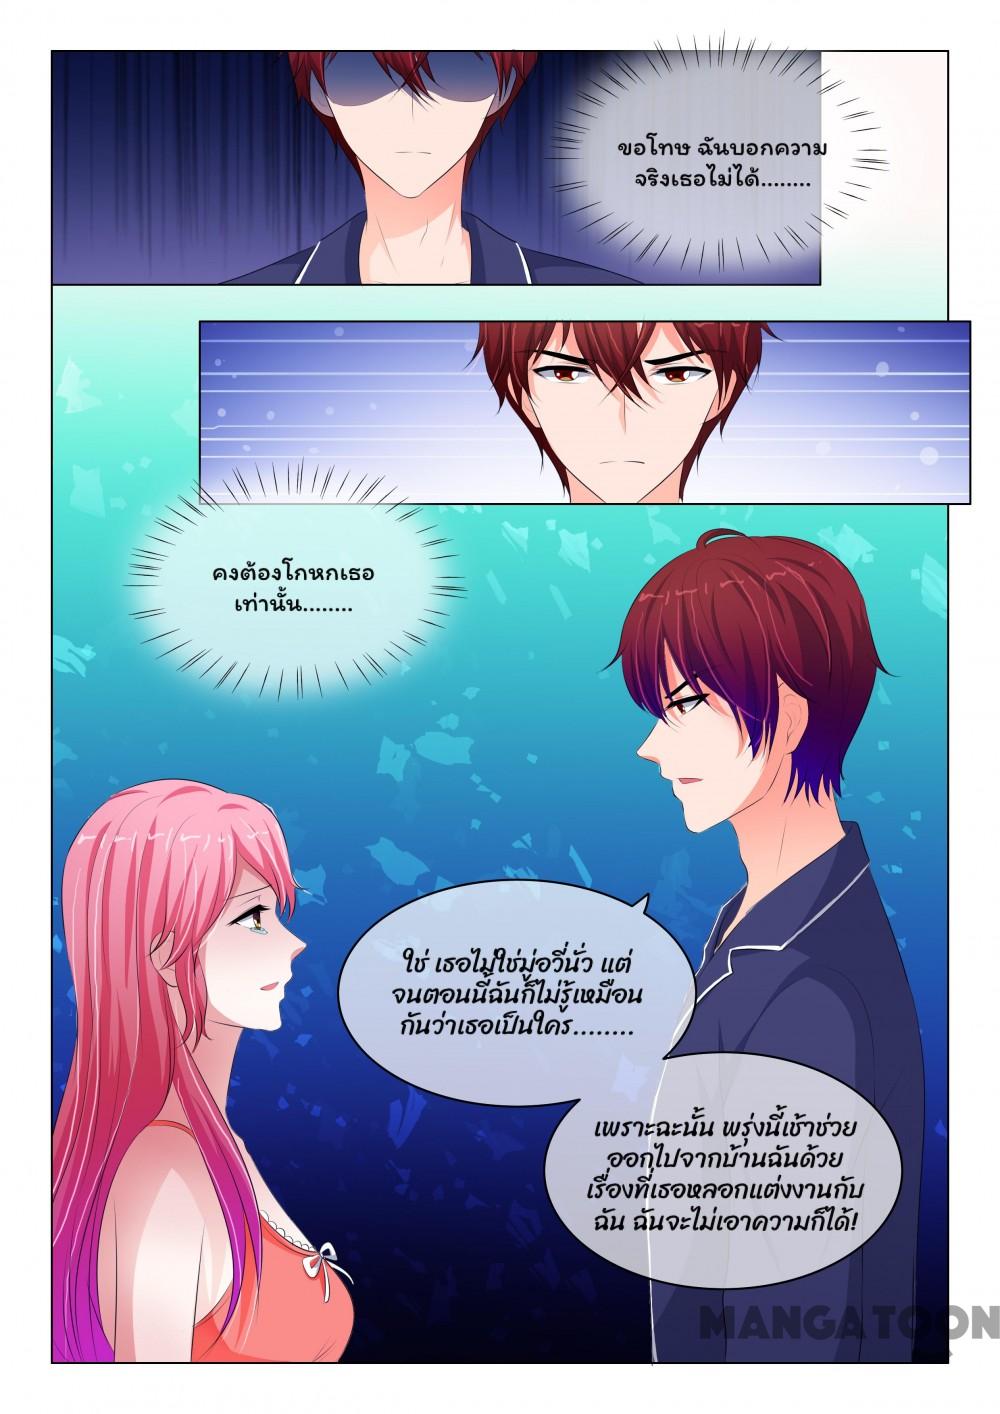 ขอโทษ ฉันบอกความ
จริงเธอไม่ได้........
คงต้องโกหกเธอ
เท่านั้น........
ใช่ เธอไม่ใช่มู่อวี่นั่ว แต่
จนตอนนี้ฉันก็ไม่รู้เหมือน
กันว่าเธอเป็นใคร........
เพราะฉะนั้น พรุ่งนี้เช้าช่วย
ออกไปจากบ้านฉันด้วย
เรื่องที่เธอหลอกแต่งงานกับ
ฉัน ฉันจะไม่เอาความก็ได้!
MANGATOON